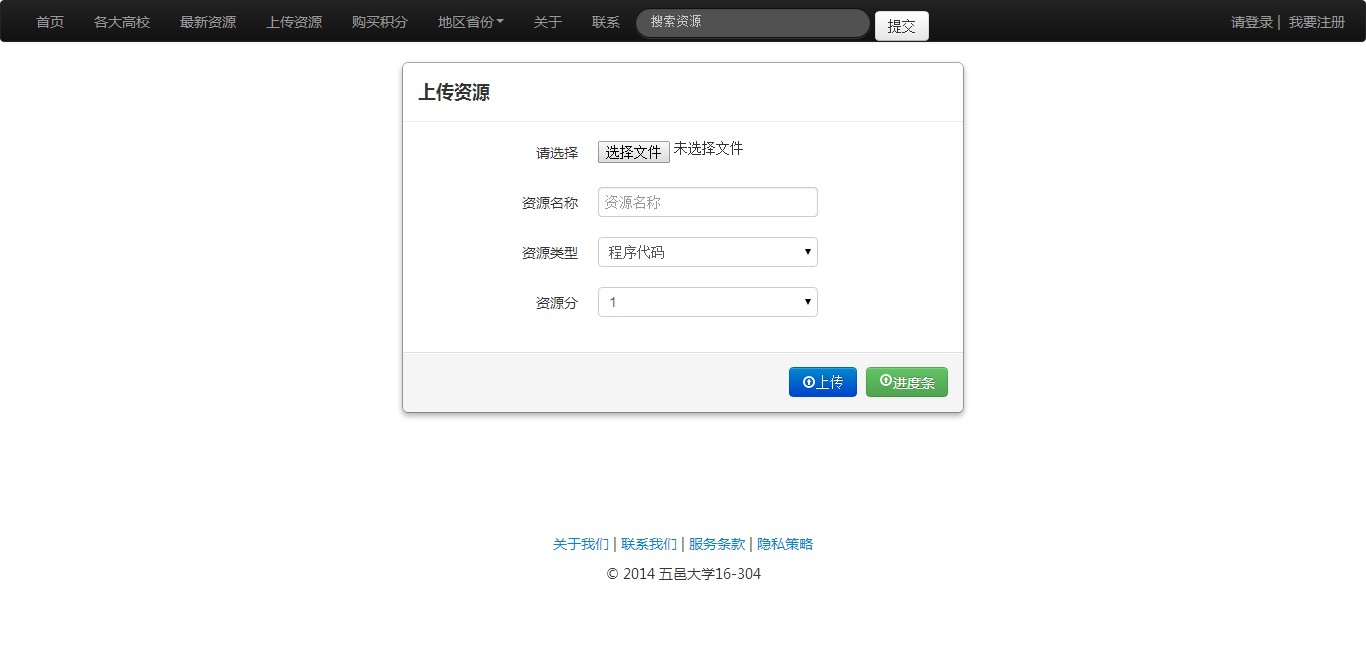 首页 各大高校 最新资源 上传资源 购买积分 地区省份 关于 联系 搜索资源 提交 请登录 | 我要注册
上传资源
请选择 选择文件 未选择文件
资源名称 资源名称
资源类型 程序代码
资源分 1
上传 进度条
关于我们 | 联系我们 | 服务条款 | 隐私策略
© 2014 五邑大学16-304